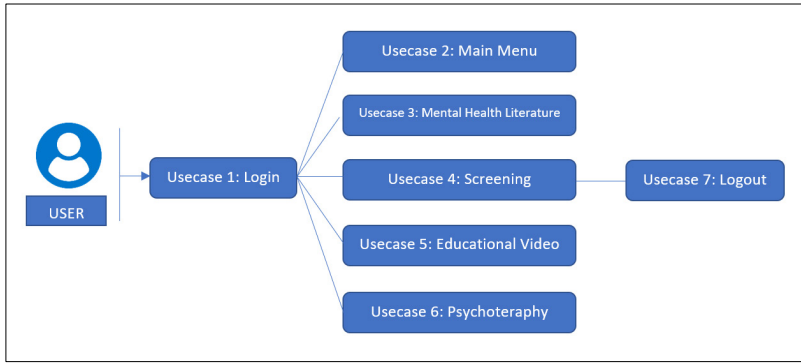 USER
Usecase 1: Login
Usecase 2: Main Menu
Usecase 3: Mental Health Literature
Usecase 4: Screening
Usecase 5: Educational Video
Usecase 6: Psychoteraphy
Usecase 7: Logout